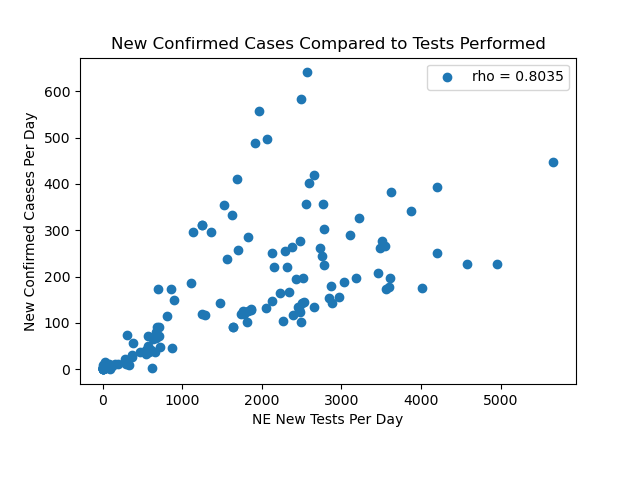 New Confirmed Cases Compared to Tests Performed
rho = 0.8035
New Confirmed Caeses Per Day
600
500
400
300
200
100
0
0 1000 2000 3000 4000 5000
NE New Tests Per Day